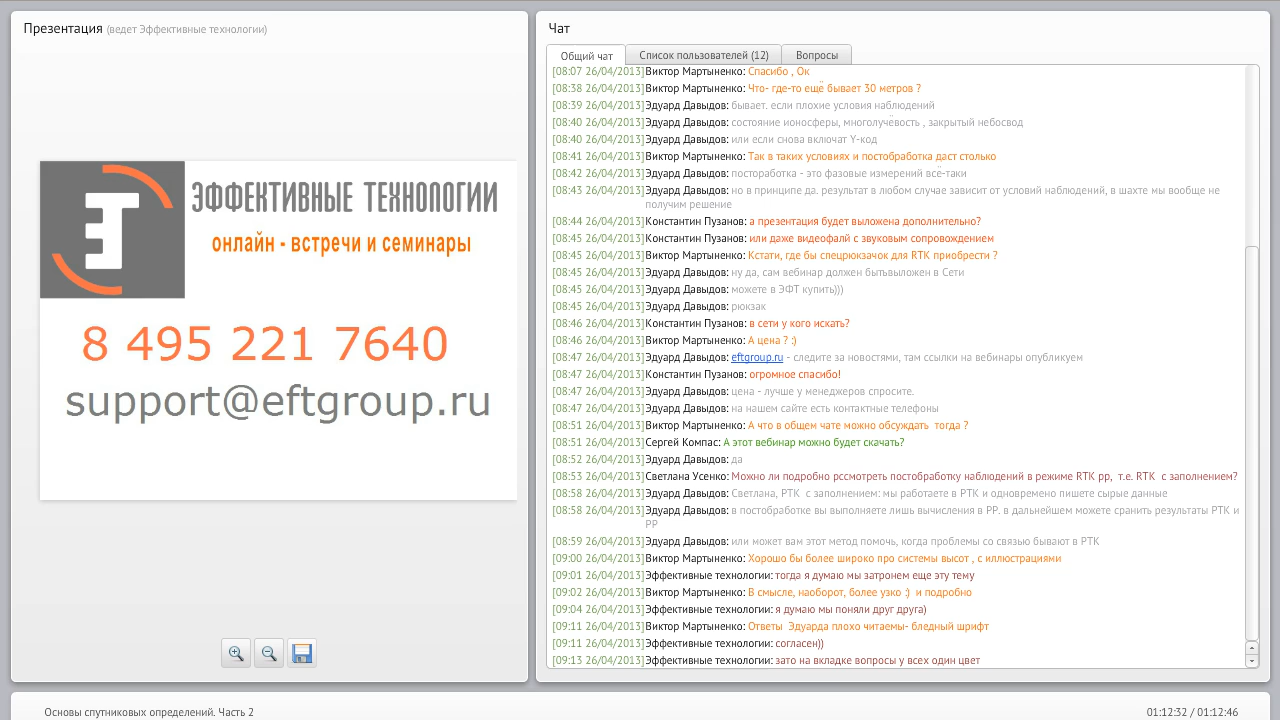 Презентация (ведет Эффективные технологии)
ЭФФЕКТИВНЫЕ ТЕХНОЛОГИИ
онлайн - встречи и семинары
8 495 221 7640
support@eftgroup.ru
Чат
Общий чат
Список пользователей (12)
Вопросы
[08:07 26/04/2013] Виктор Мартыненко: Спасибо , Ок
[08:38 26/04/2013] Виктор Мартыненко: Что- где-то ещё бывает 30 метров ?
[08:39 26/04/2013] Эдуард Давыдов: бывает. если плохие условия наблюдений
[08:40 26/04/2013] Эдуард Давыдов: состояние ионосферы, многолучёвость , закрытый небосвод
[08:40 26/04/2013] Эдуард Давыдов: или если снова включат Y-код
[08:41 26/04/2013] Виктор Мартыненко: Так в таких условиях и постобработка даст столько
[08:42 26/04/2013] Эдуард Давыдов: посторабoтка - это фазовые измерений всё-таки
[08:43 26/04/2013] Эдуард Давыдов: но в принципе да. результат в любом случае зависит от условий наблюдений, в шахте мы вообще не
получим решение
[08:44 26/04/2013] Константин Пузанов: а презентация будет выложена дополнительно?
[08:45 26/04/2013] Константин Пузанов: или даже видеофалй с звуковым сопровождением
[08:45 26/04/2013] Виктор Мартыненко: Кстати, где бы спецрюкзачок для RTK приобрести ?
[08:45 26/04/2013] Эдуард Давыдов: ну да, сам вебинар должен бытьвыложен в Сети
[08:45 26/04/2013] Эдуард Давыдов: можете в ЭФТ купить)))
[08:45 26/04/2013] Эдуард Давыдов: рюкзак
[08:46 26/04/2013] Константин Пузанов: в сети у кого искать?
[08:46 26/04/2013] Виктор Мартыненко: А цена ? :)
[08:47 26/04/2013] Эдуард Давыдов: eftgroup.ru - следите за новостями, там ссылки на вебинары опубликуем
[08:47 26/04/2013] Константин Пузанов: огромное спасибо!
[08:47 26/04/2013] Эдуард Давыдов: цена - лучше у менеджеров спросите.
[08:47 26/04/2013] Эдуард Давыдов: на нашем сайте есть контактные телефоны
[08:51 26/04/2013] Виктор Мартыненко: А что в общем чате можно обсуждать тогда ?
[08:51 26/04/2013] Сергей Компас: А этот вебинар можно будет скачать?
[08:52 26/04/2013] Эдуард Давыдов: да
[08:53 26/04/2013] Светлана Усенко: Можно ли подробно рссмотреть постобработку наблюдений в режиме RTK pp, т.е. RTK с заполнением?
[08:58 26/04/2013] Эдуард Давыдов: Светлана, РТК с заполнением: мы работаете в РТК и одновремено пишете сырые данные
[08:58 26/04/2013] Эдуард Давыдов: в постобработке вы выполняете лишь вычисления в PP. в дальнейшем можете сранить результаты РТК и
PP
[08:59 26/04/2013] Эдуард Давыдов: или может вам этот метод помочь, когда проблемы со связью бывают в РТК
[09:00 26/04/2013] Виктор Мартыненко: Хорошо бы более широко про системы высот , с иллюстрациями
[09:01 26/04/2013] Эффективные технологии: тогда я думаю мы затронем еще эту тему
[09:02 26/04/2013] Виктор Мартыненко: В смысле, наоборот, более узко :) и подробно
[09:04 26/04/2013] Эффективные технологии: я думаю мы поняли друг друга)
[09:11 26/04/2013] Виктор Мартыненко: Ответы Эдуарда плохо читаемы- бледный шрифт
[09:11 26/04/2013] Эффективные технологии: согласен))
[09:13 26/04/2013] Эффективные технологии: зато на вкладке вопросы у всех один цвет
Основы спутниковых определений. Часть 2
01:12:32 / 01:12:46